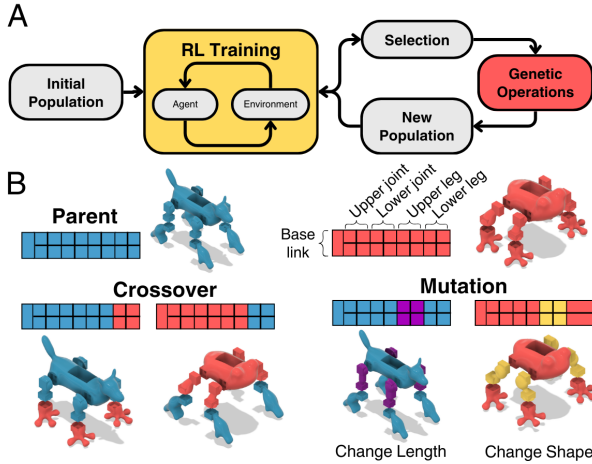 A
RL Training
Initial
Population
Agent
Environment
Selection
Genetic
Operations
New
Population
B
Parent
Upper joint
Lower joint
Upper leg
Lower leg
Base
link
Crossover
Mutation
Change Length
Change Shape